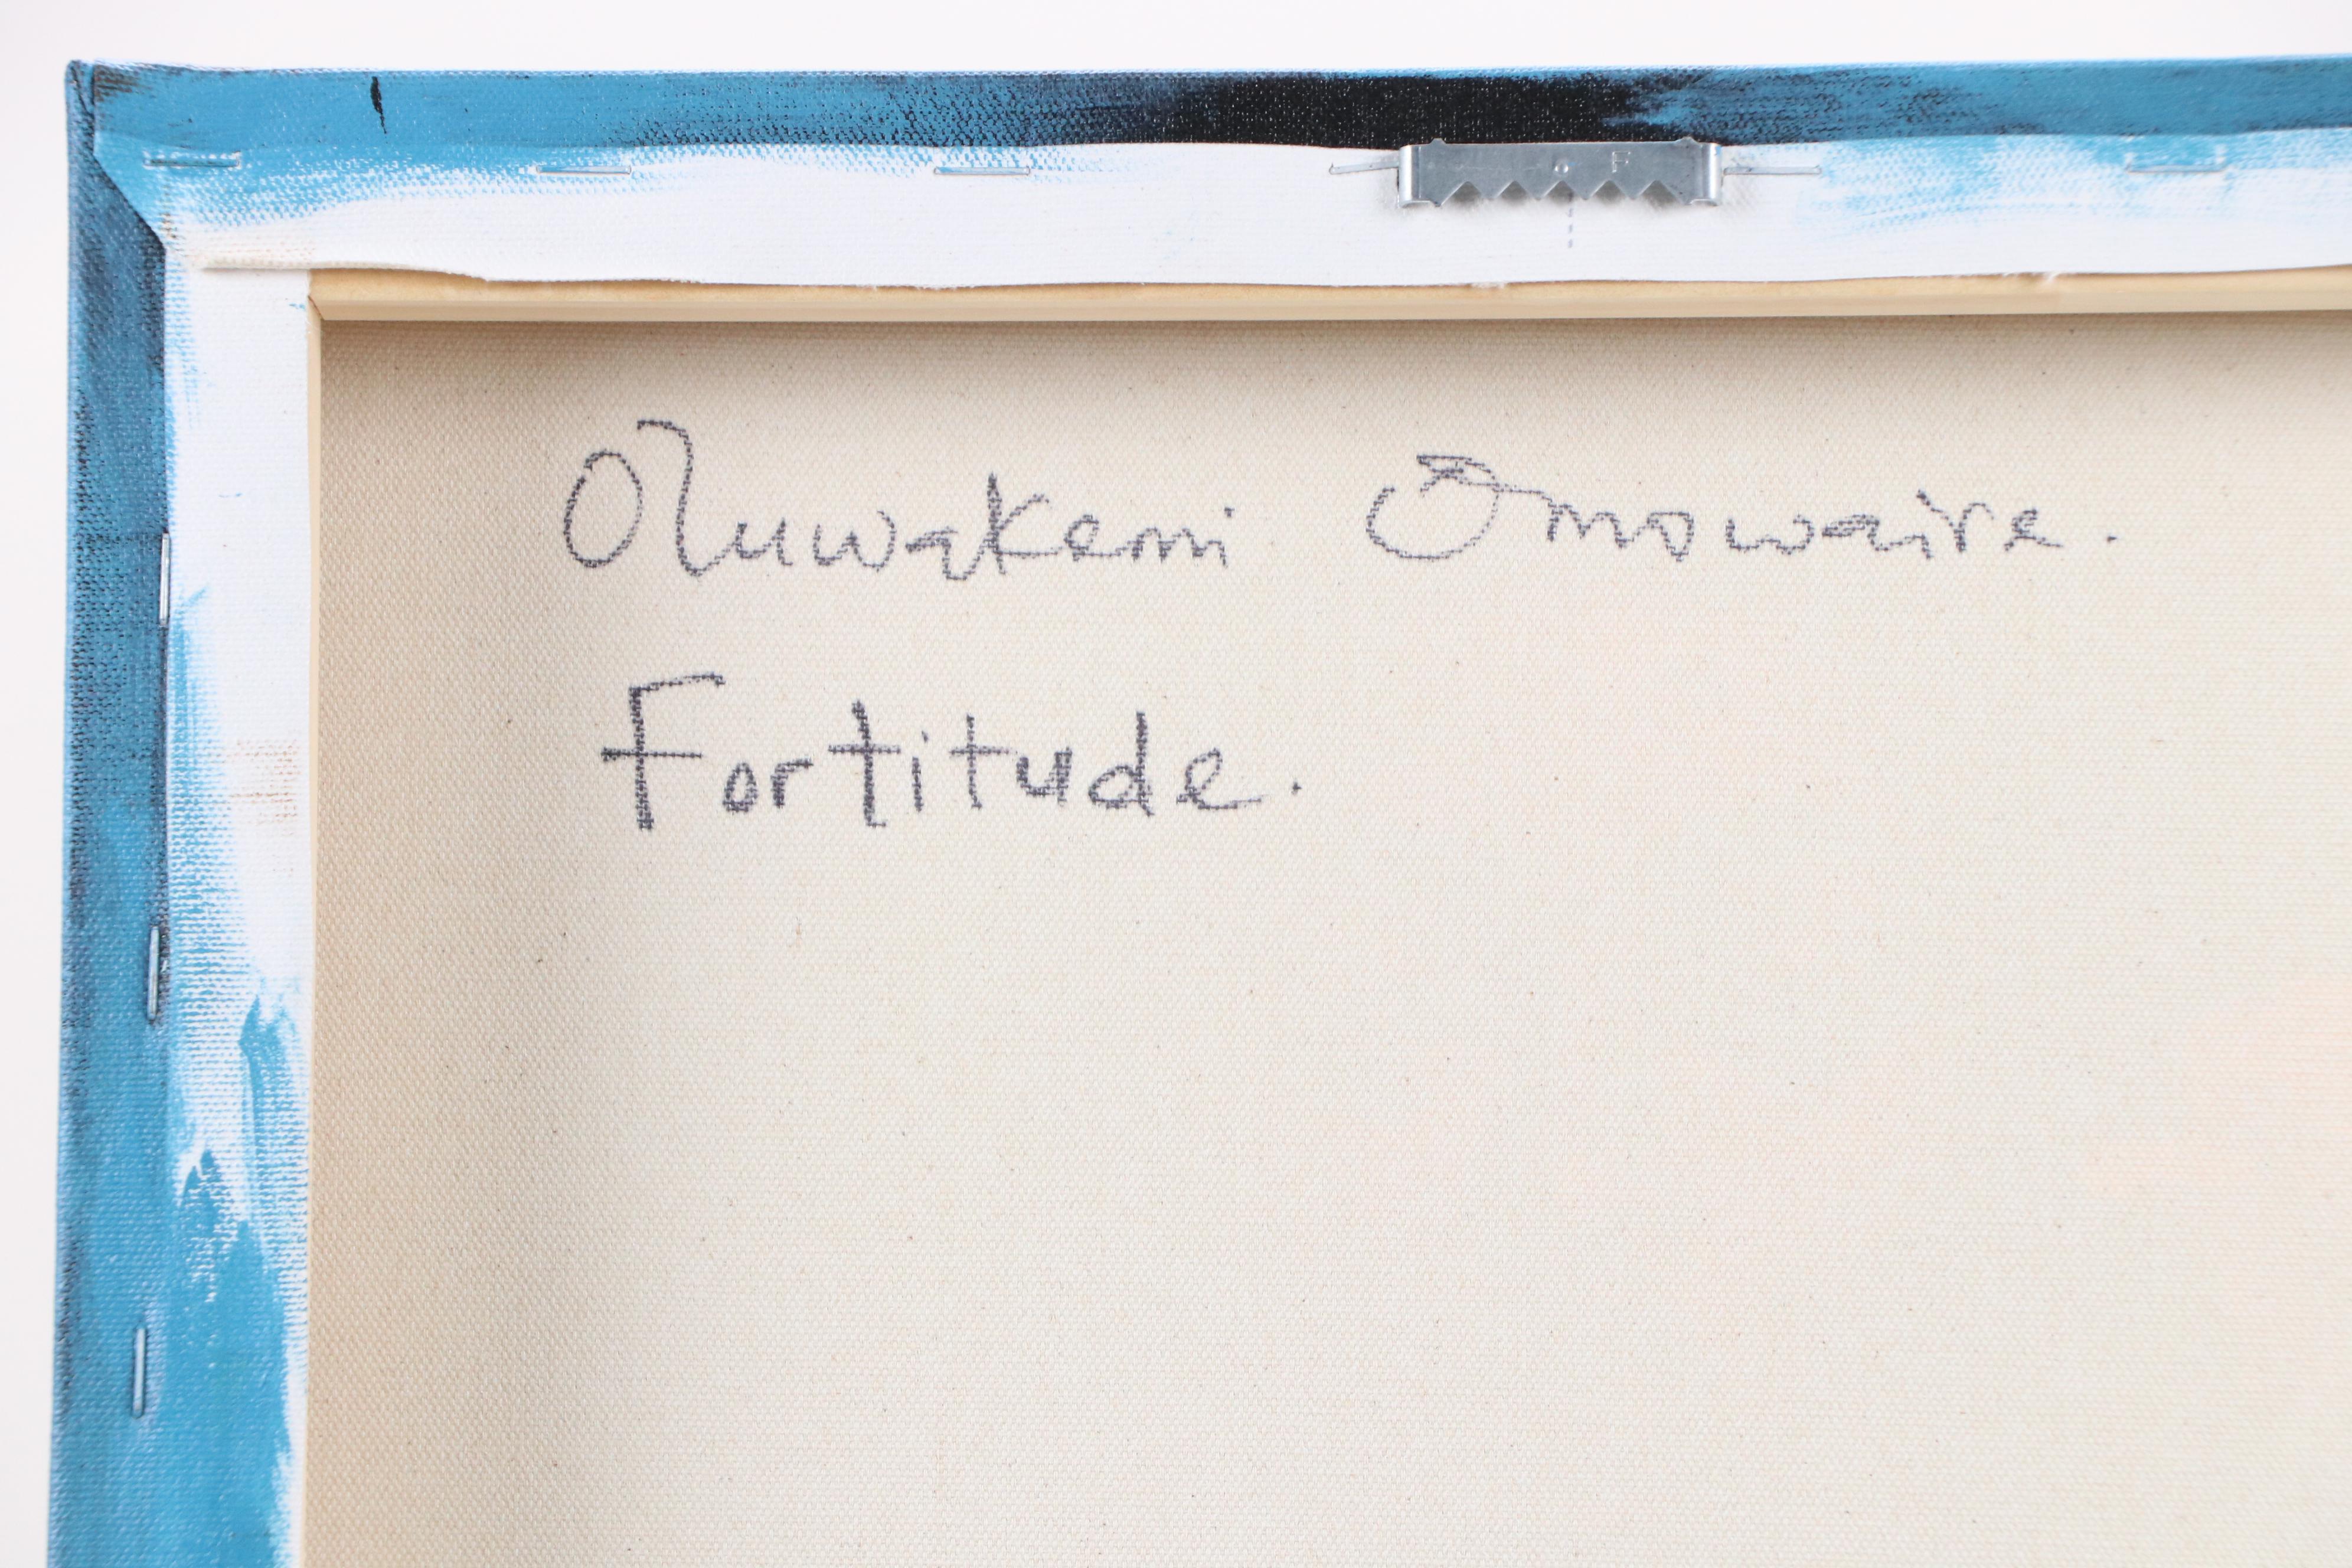 F
Oluwakemi Omowaire.
Fortitude.